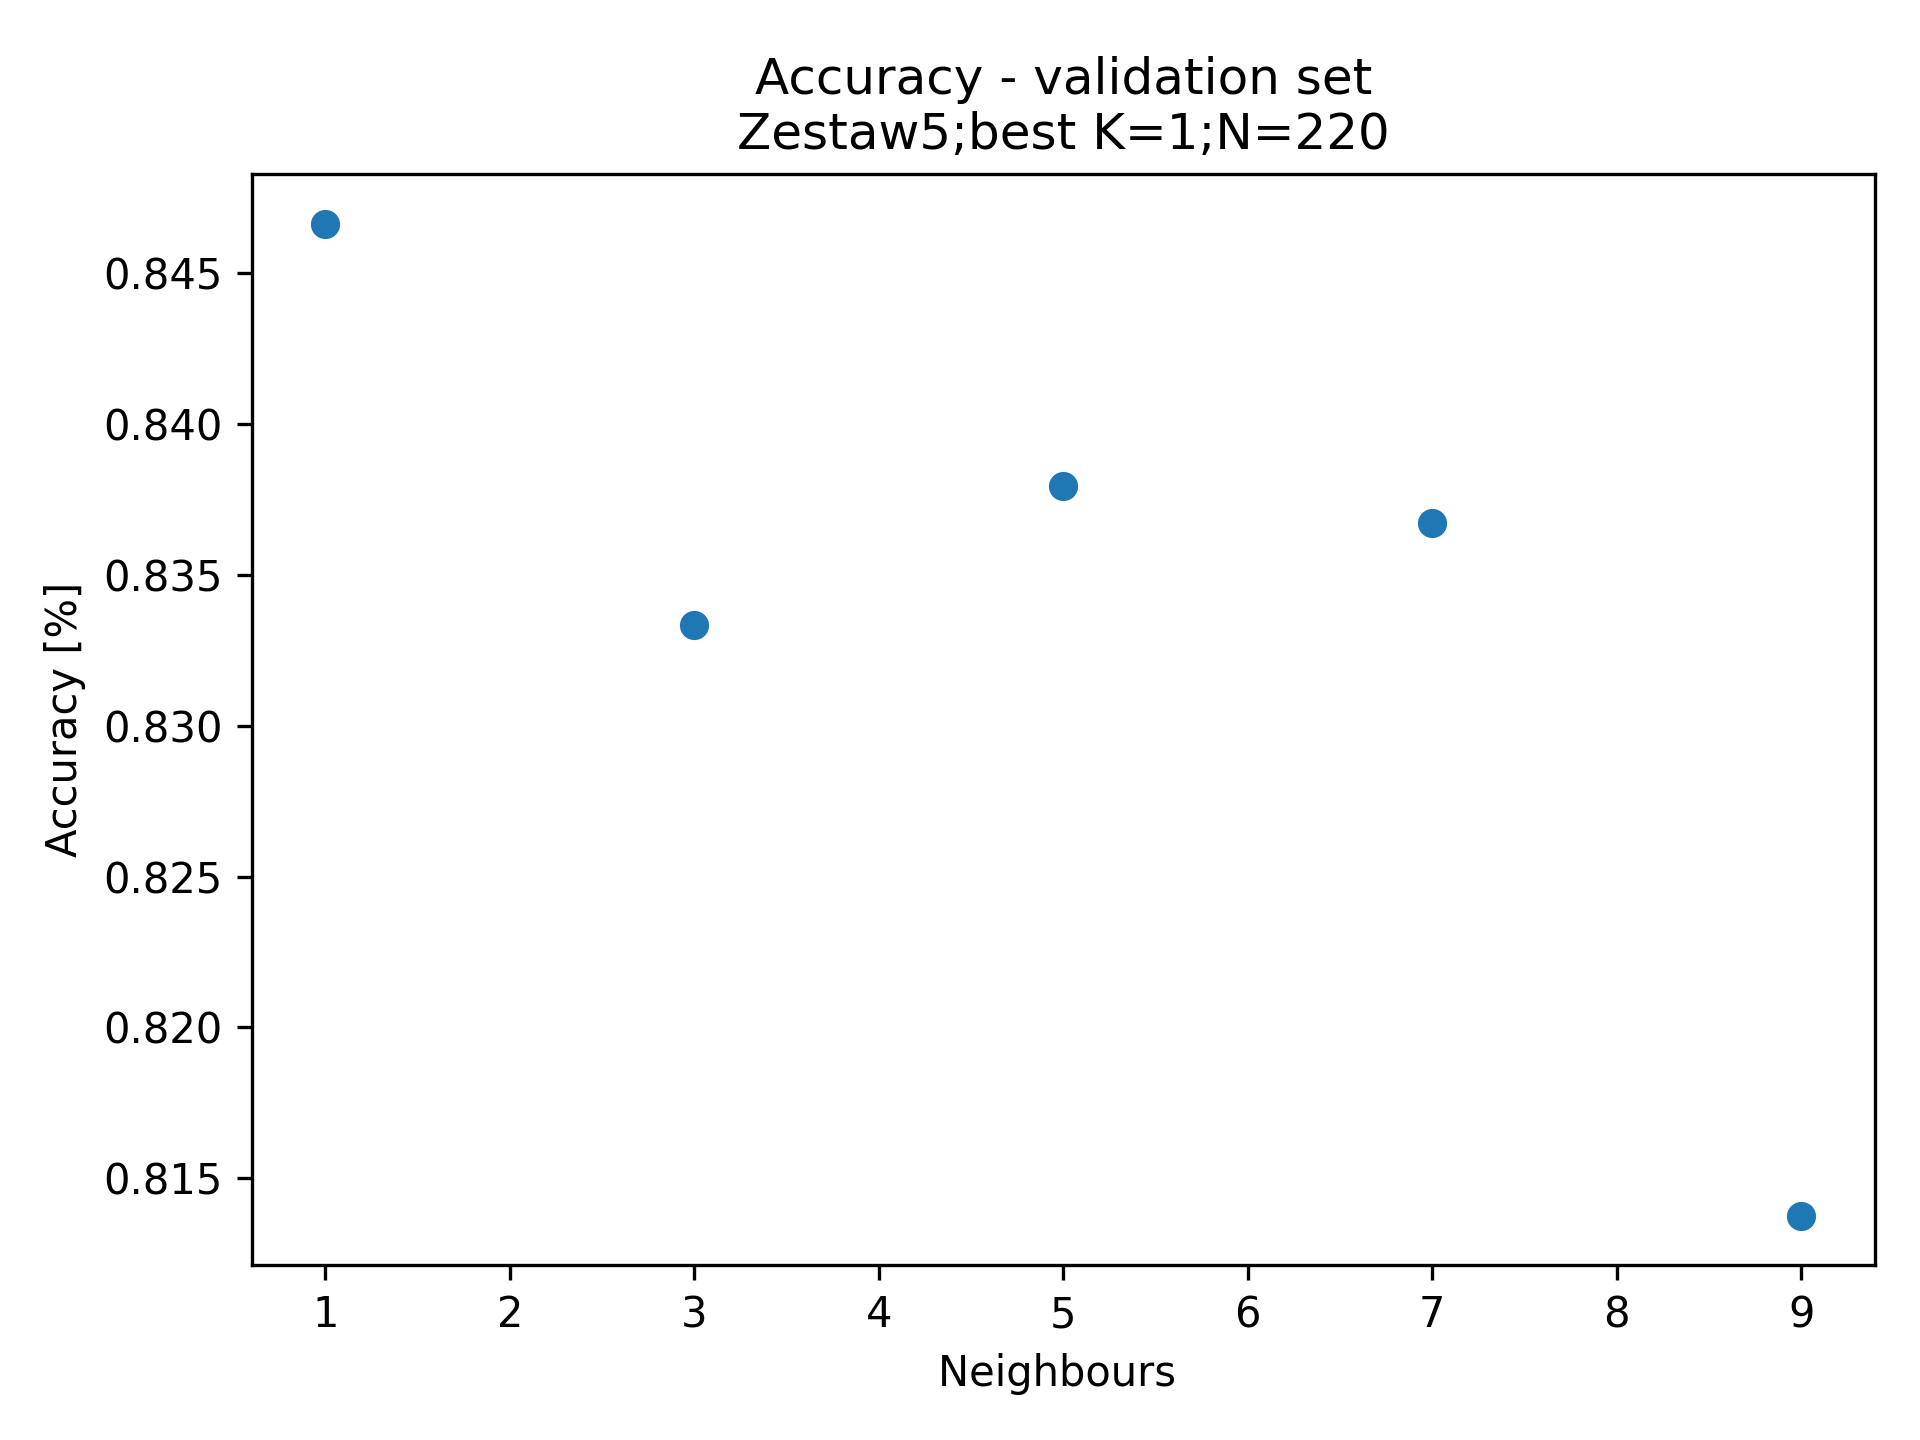 Accuracy - validation set
Zestaw5;best K=1;N=220
Accuracy [%]
0.845
0.840
0.835
0.830
0.825
0.820
0.815
1 2 3 4 5 6 7 8 9
Neighbours